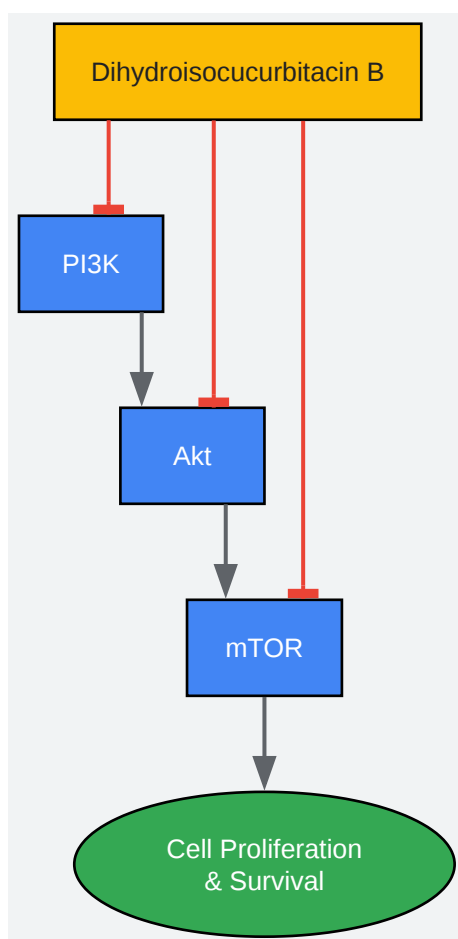 Dihydroisocucurbitacin B
PI3K
Akt
mTOR
Cell Proliferation
& Survival